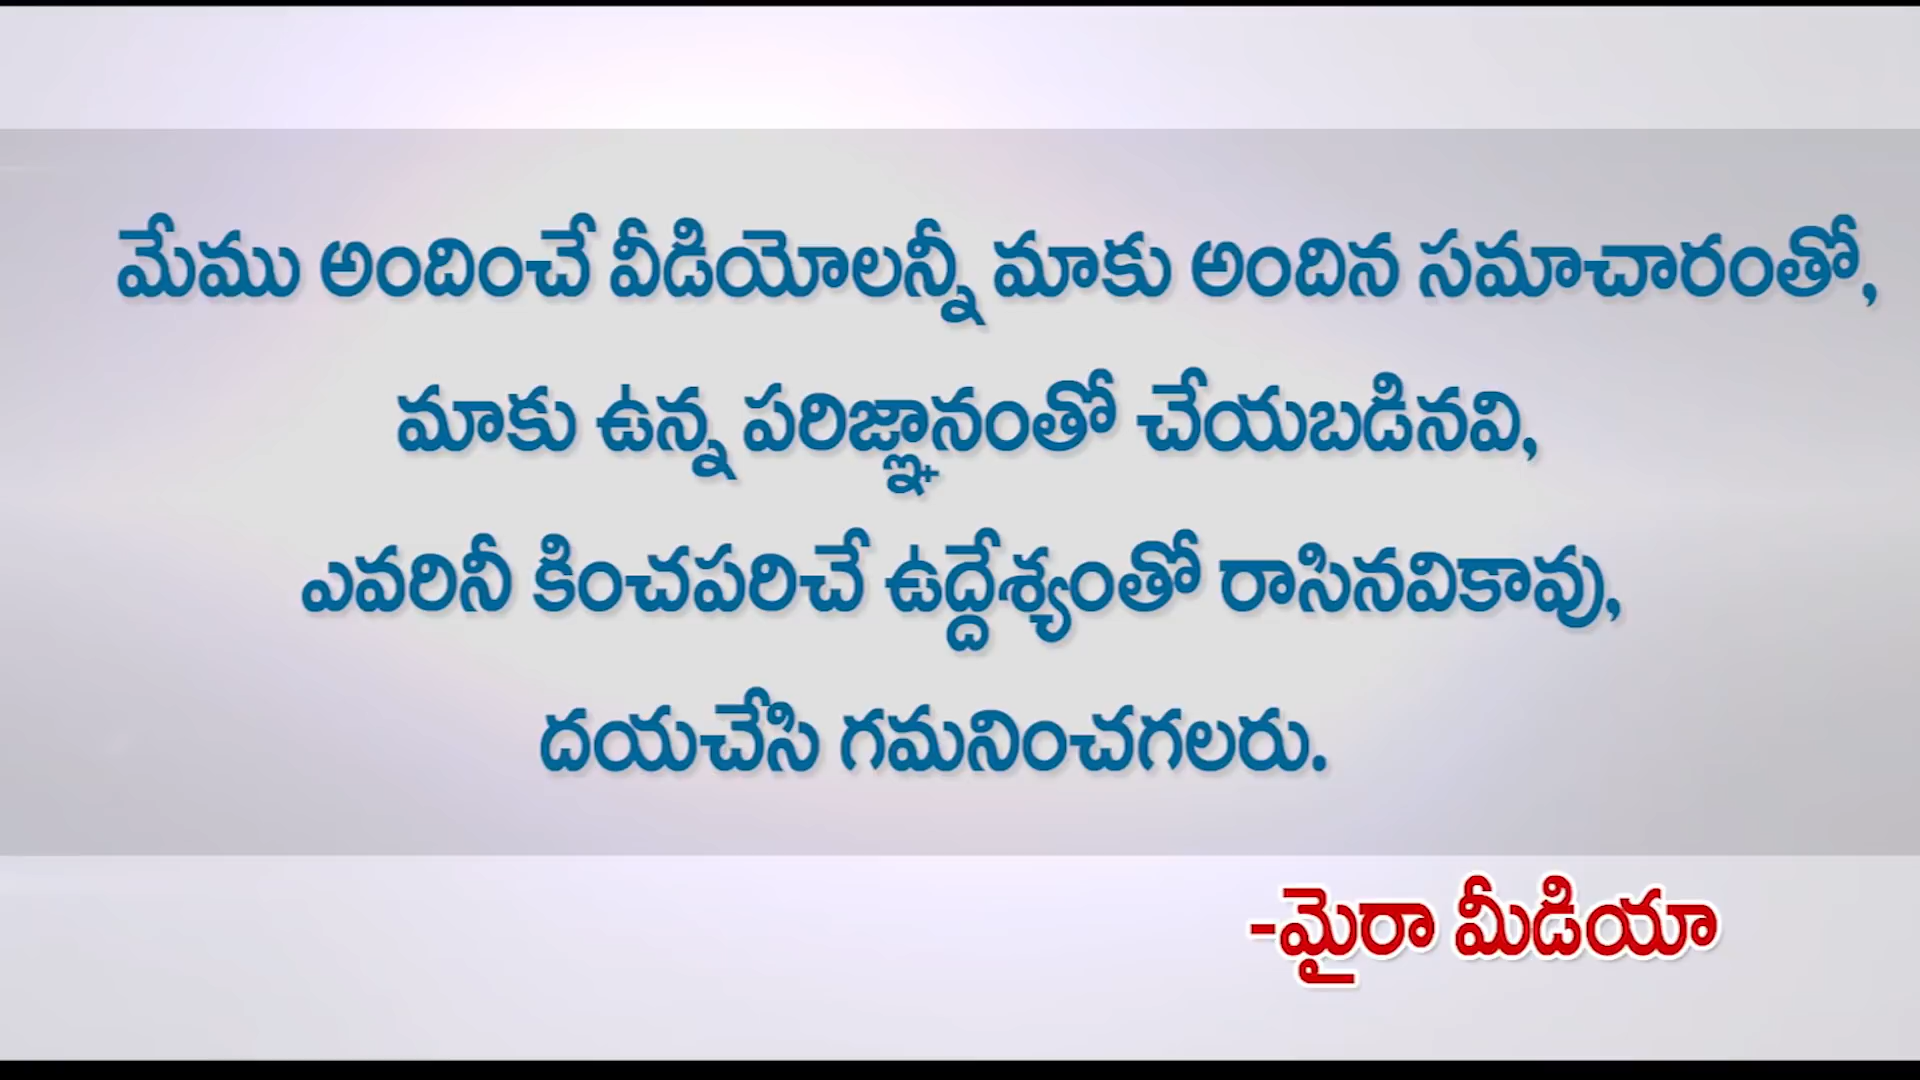 మేము అందించే వీడియోలన్నీ మాకు అందిన సమాచారంతో,
మాకు ఉన్న పరిజ్ఞానంతో చేయబడినవి,
ఎవరినీ కించపరిచే ఉద్దేశ్యంతో రాసినవికావు,
దయచేసి గమనించగలరు.
-మైరా మీడియా